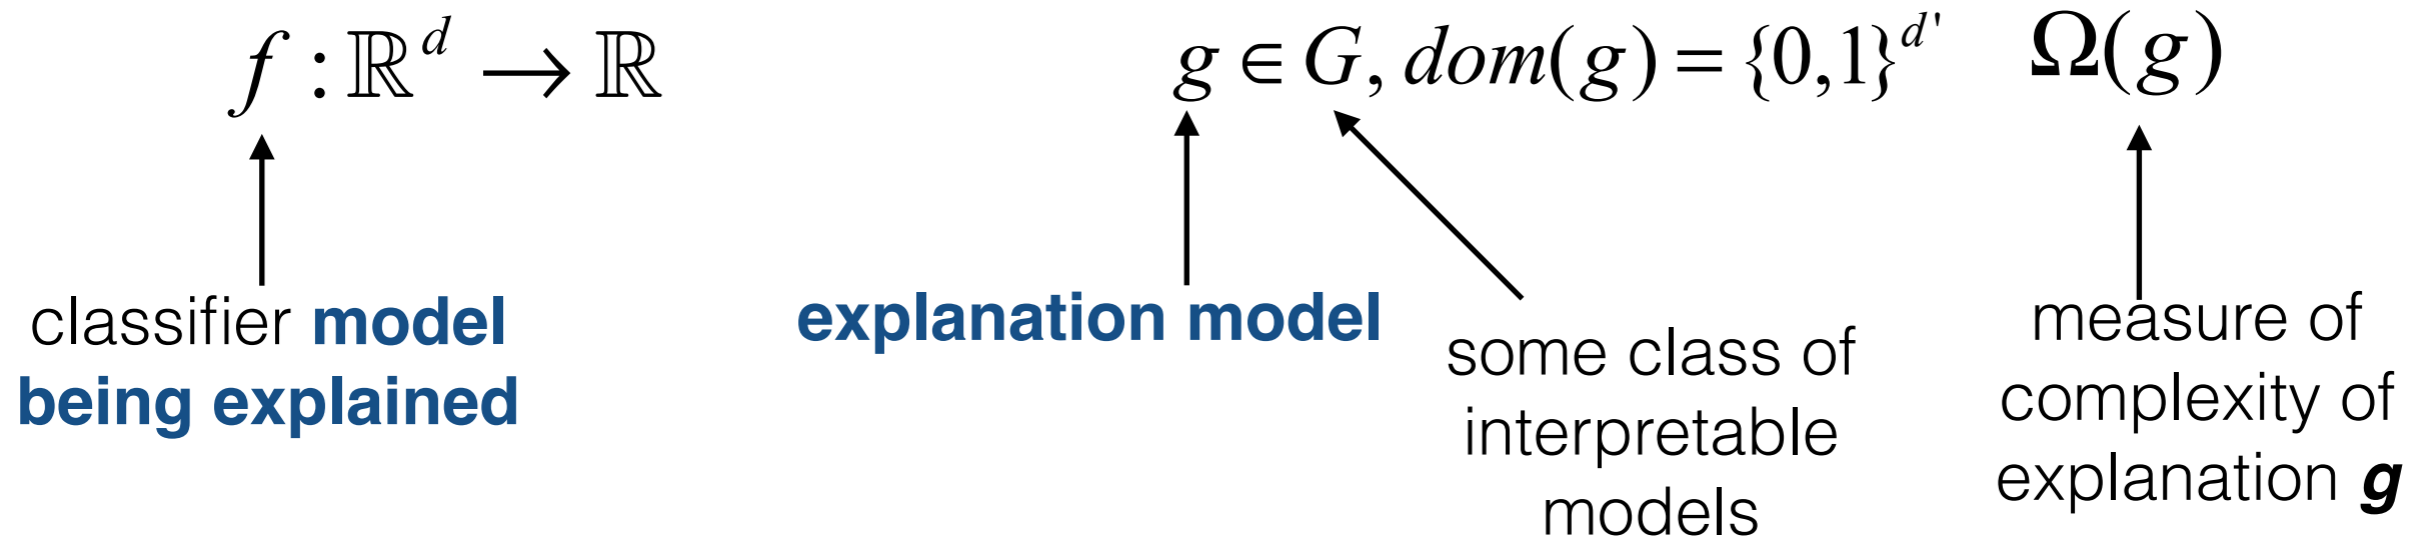 f : ℝ^d → ℝ
g ∈ G, dom(g) = {0,1}^d'
Ω(g)
classifier model
being explained
explanation model
some class of
interpretable
models
measure of
complexity of
explanation g